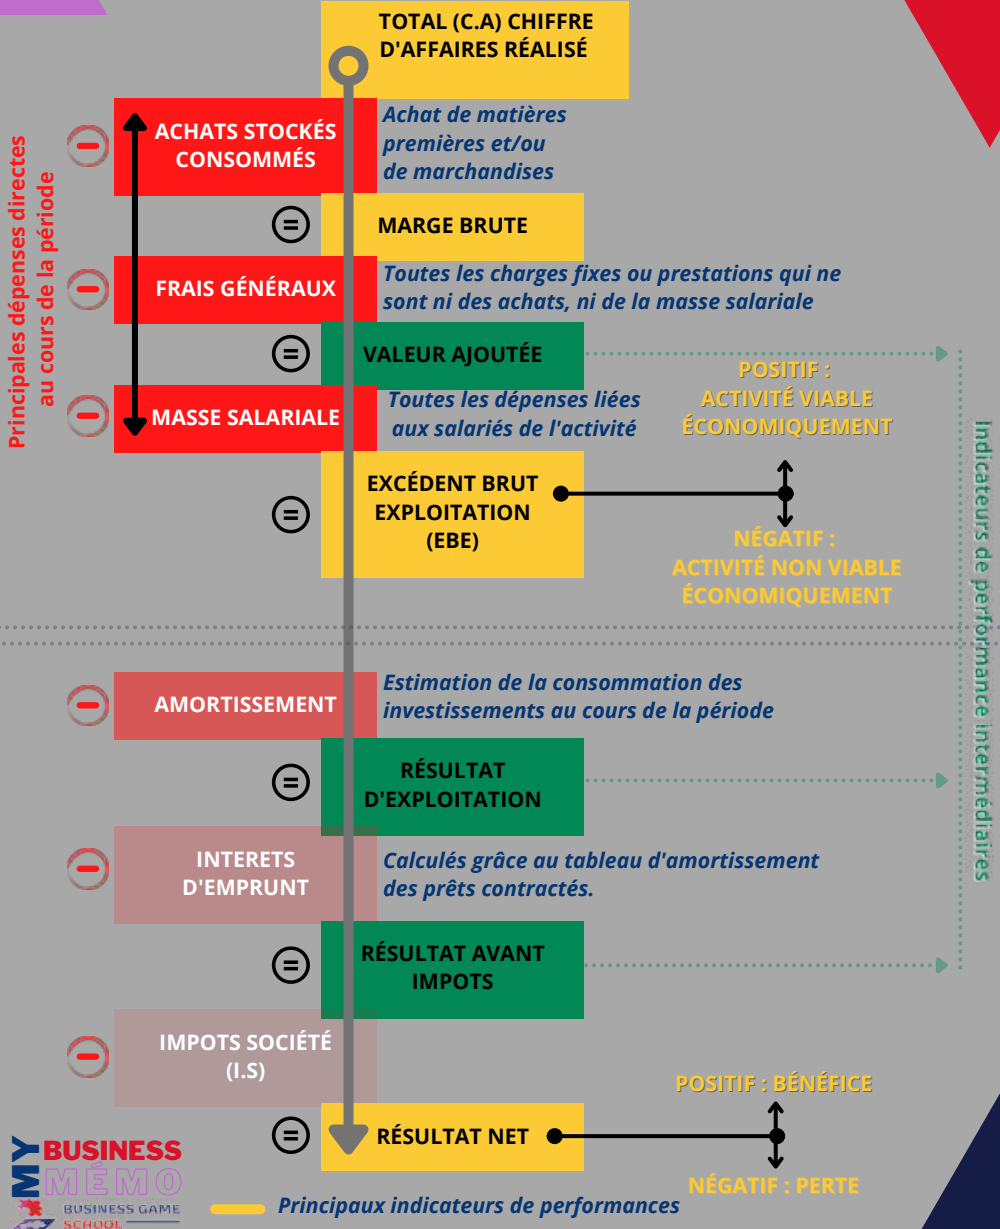 TOTAL (C.A) CHIFFRE
D'AFFAIRES RÉALISÉ
Principales dépenses directes
au cours de la période
ACHATS STOCKÉS
CONSOMMÉS
Achat de matières
premières et/ou
de marchandises
MARGE BRUTE
FRAIS GÉNÉRAUX
Toutes les charges fixes ou prestations qui ne
sont ni des achats, ni de la masse salariale
VALEUR AJOUTÉE
MASSE SALARIALE
Toutes les dépenses liées
aux salariés de l'activité
EXCÉDENT BRUT
EXPLOITATION
(EBE)
POSITIF :
ACTIVITÉ VIABLE
ÉCONOMIQUEMENT
NÉGATIF :
ACTIVITÉ NON VIABLE
ÉCONOMIQUEMENT
Indicateurs de performance intermédiaires
AMORTISSEMENT
Estimation de la consommation des
investissements au cours de la période
RÉSULTAT
D'EXPLOITATION
INTERETS
D'EMPRUNT
Calculés grâce au tableau d'amortissement
des prêts contractés.
RÉSULTAT AVANT
IMPOTS
IMPOTS SOCIÉTÉ
(I.S)
RÉSULTAT NET
POSITIF : BÉNÉFICE
NÉGATIF : PERTE
MY
BUSINESS
MÉMO
BUSINESS GAME
SCHOOL
Principaux indicateurs de performances